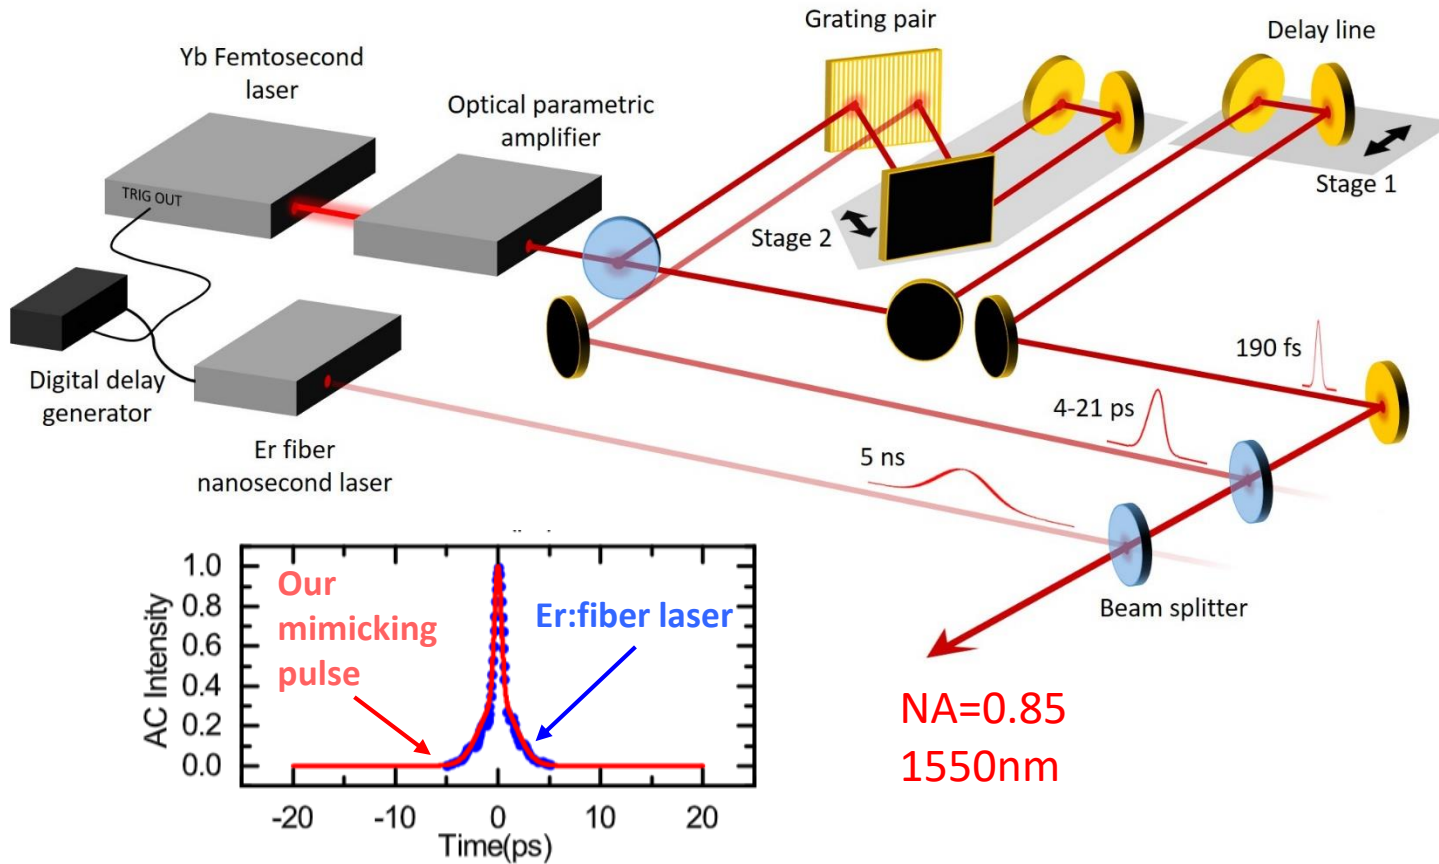 Grating pair
Delay line
Yb Femtosecond
laser
Optical parametric
amplifier
TRIG OUT
Stage 1
Stage 2
190 fs
4-21 ps
5 ns
Digital delay
generator
Er fiber
nanosecond laser
Beam splitter
NA=0.85
1550nm
Our
mimicking
pulse
Er:fiber laser
AC Intensity
1.0
0.8
0.6
0.4
0.2
0.0
-20
-10
0
10
20
Time(ps)